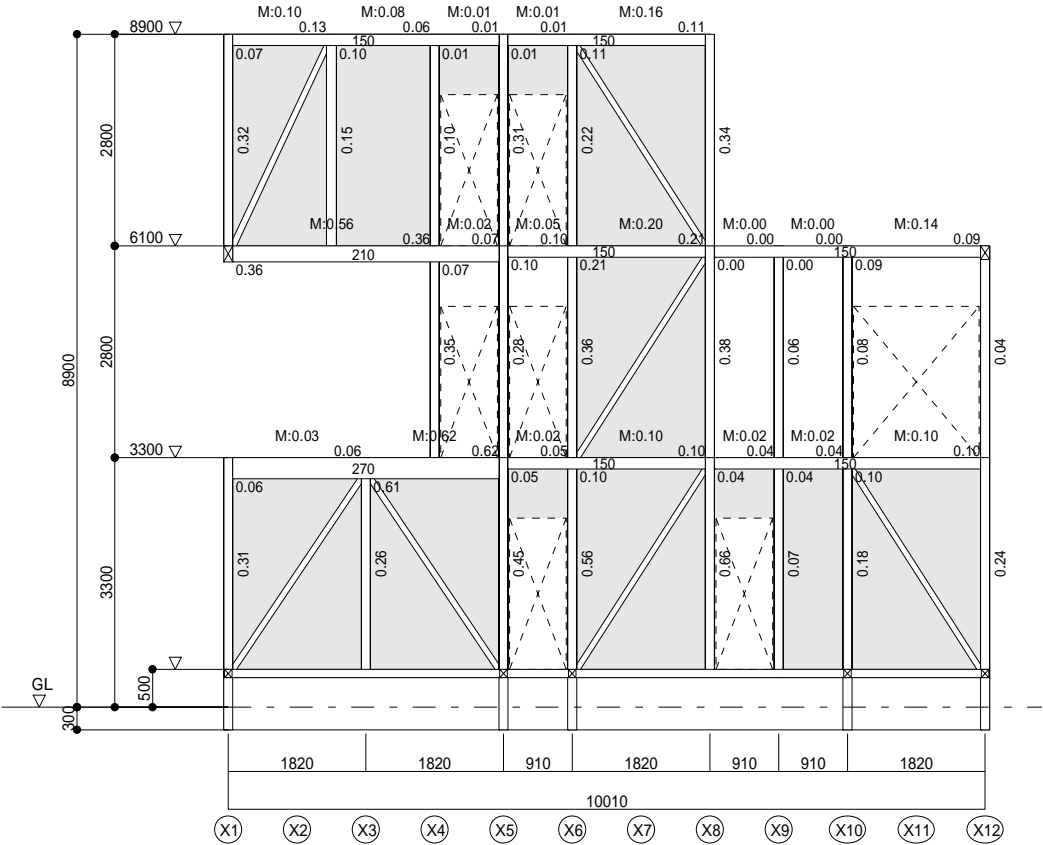 M:0.10 M:0.08 M:0.01 M:0.01 M:0.16
8900 0.13 0.06 0.01 0.01 0.11
150 150
0.07 0.10 0.01 0.01 0.11
2800 0.32 0.15 0.10 0.31 0.22 0.34
M:0.56 M:0.02 M:0.05 M:0.20 M:0.00 M:0.00 M:0.14
6100 0.36 0.07 0.10 0.21 0.00 0.00 0.09
210 150 150
0.36 0.07 0.10 0.21 0.00 0.00 0.09
8900 2800 0.35 0.28 0.36 0.38 0.06 0.08 0.04
M:0.03 M:0.62 M:0.02 M:0.10 M:0.02 M:0.02 M:0.10
3300 0.06 0.62 0.05 0.10 0.04 0.04 0.10
270 150 150
0.06 0.61 0.05 0.10 0.04 0.04 0.10
3300 0.31 0.26 0.45 0.56 0.66 0.07 0.18 0.24
GL 500
300
1820 1820 910 1820 910 910 1820
10010
X1 X2 X3 X4 X5 X6 X7 X8 X9 X10 X11 X12